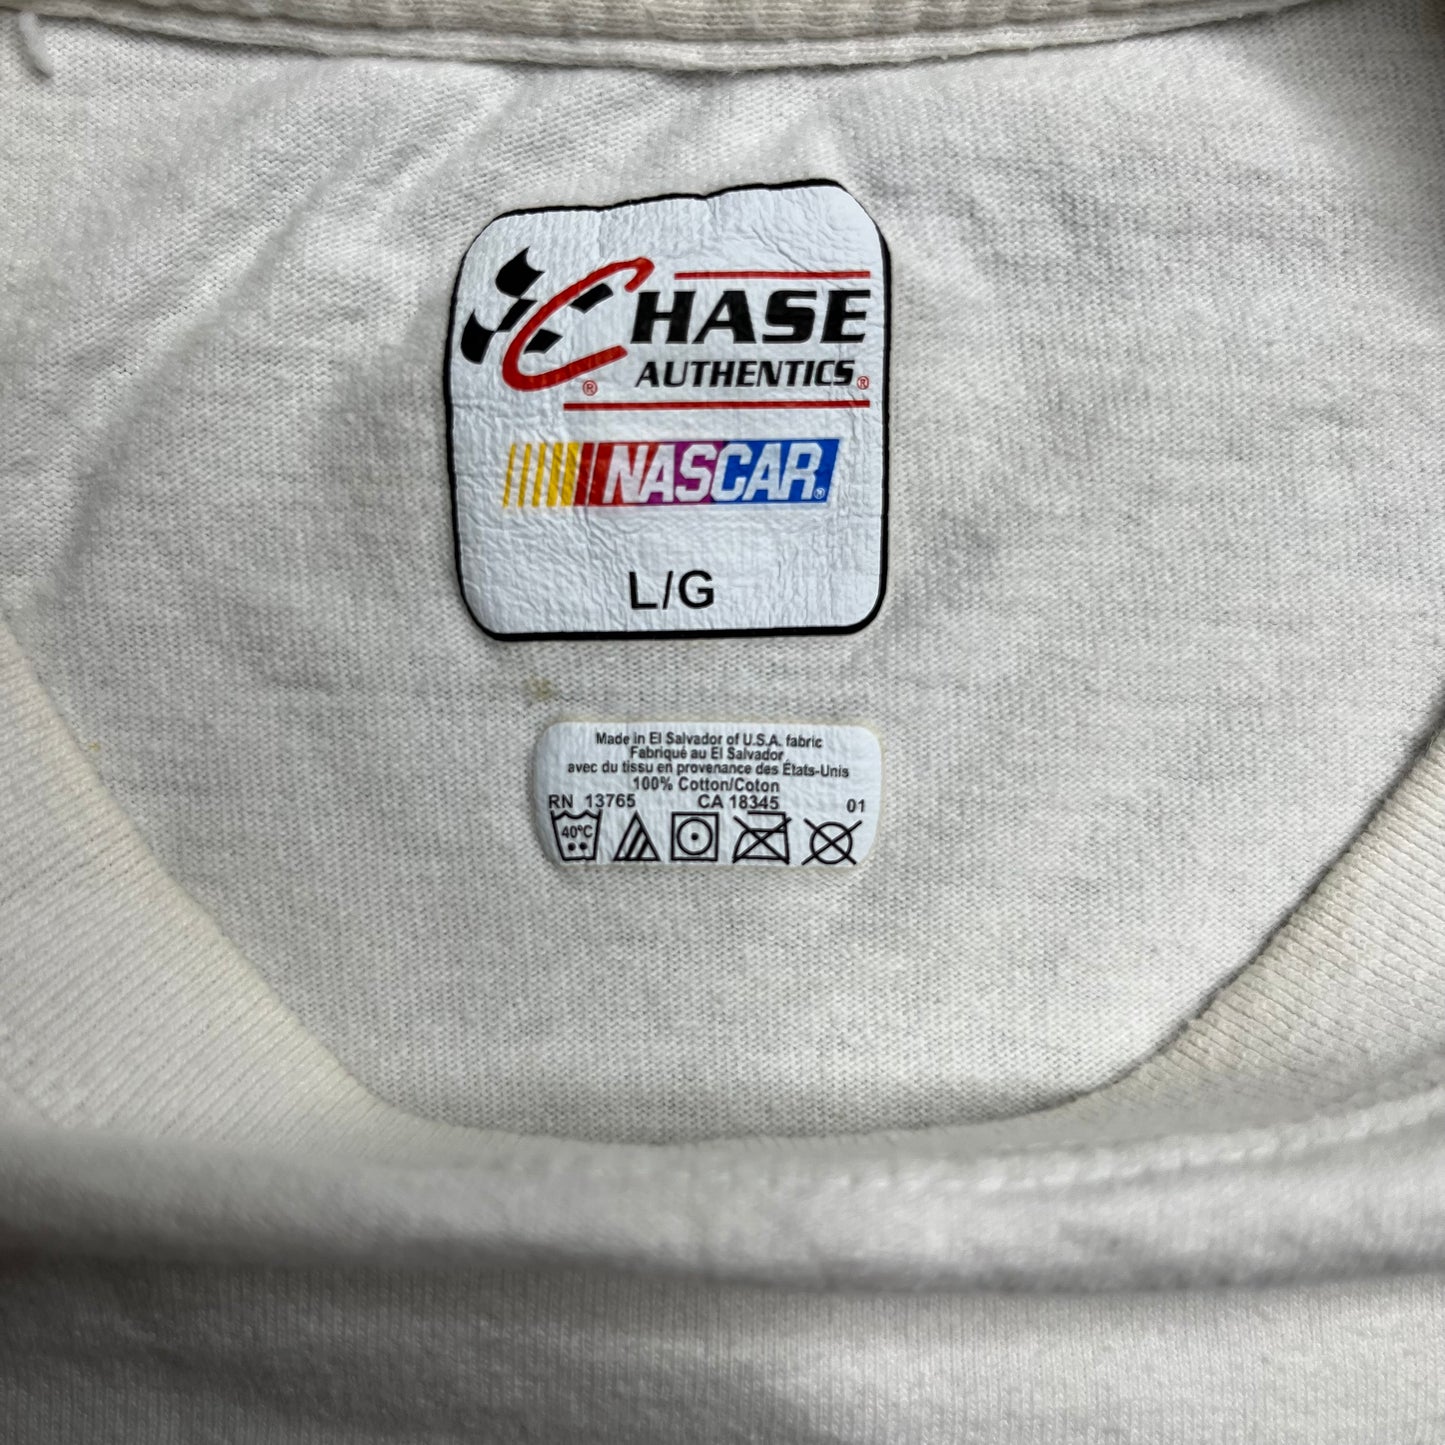 CHASE
AUTHENTICS®
®
NASCAR®
L/G
Made in El Salvador of U.S.A. fabric
Fabriqué au El Salvador
avec du tissu en provenance des États-Unis
100% Cotton/Coton
RN 13765 CA 18345 01
40°C